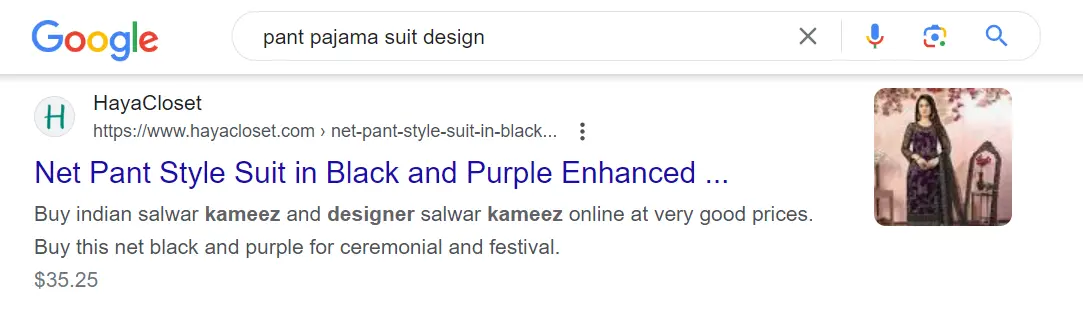 Google
pant pajama suit design
H
HayaCloset
https://www.hayacloset.com › net-pant-style-suit-in-black...
Net Pant Style Suit in Black and Purple Enhanced ...
Buy indian salwar kameez and designer salwar kameez online at very good prices.
Buy this net black and purple for ceremonial and festival.
$35.25